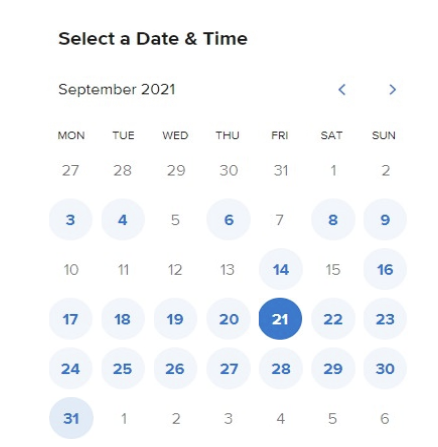 Select a Date & Time
September 2021
MON TUE WED THU FRI SAT SUN
27 28 29 30 31 1 2
3 4 5 6 7 8 9
10 11 12 13 14 15 16
17 18 19 20 21 22 23
24 25 26 27 28 29 30
31 1 2 3 4 5 6